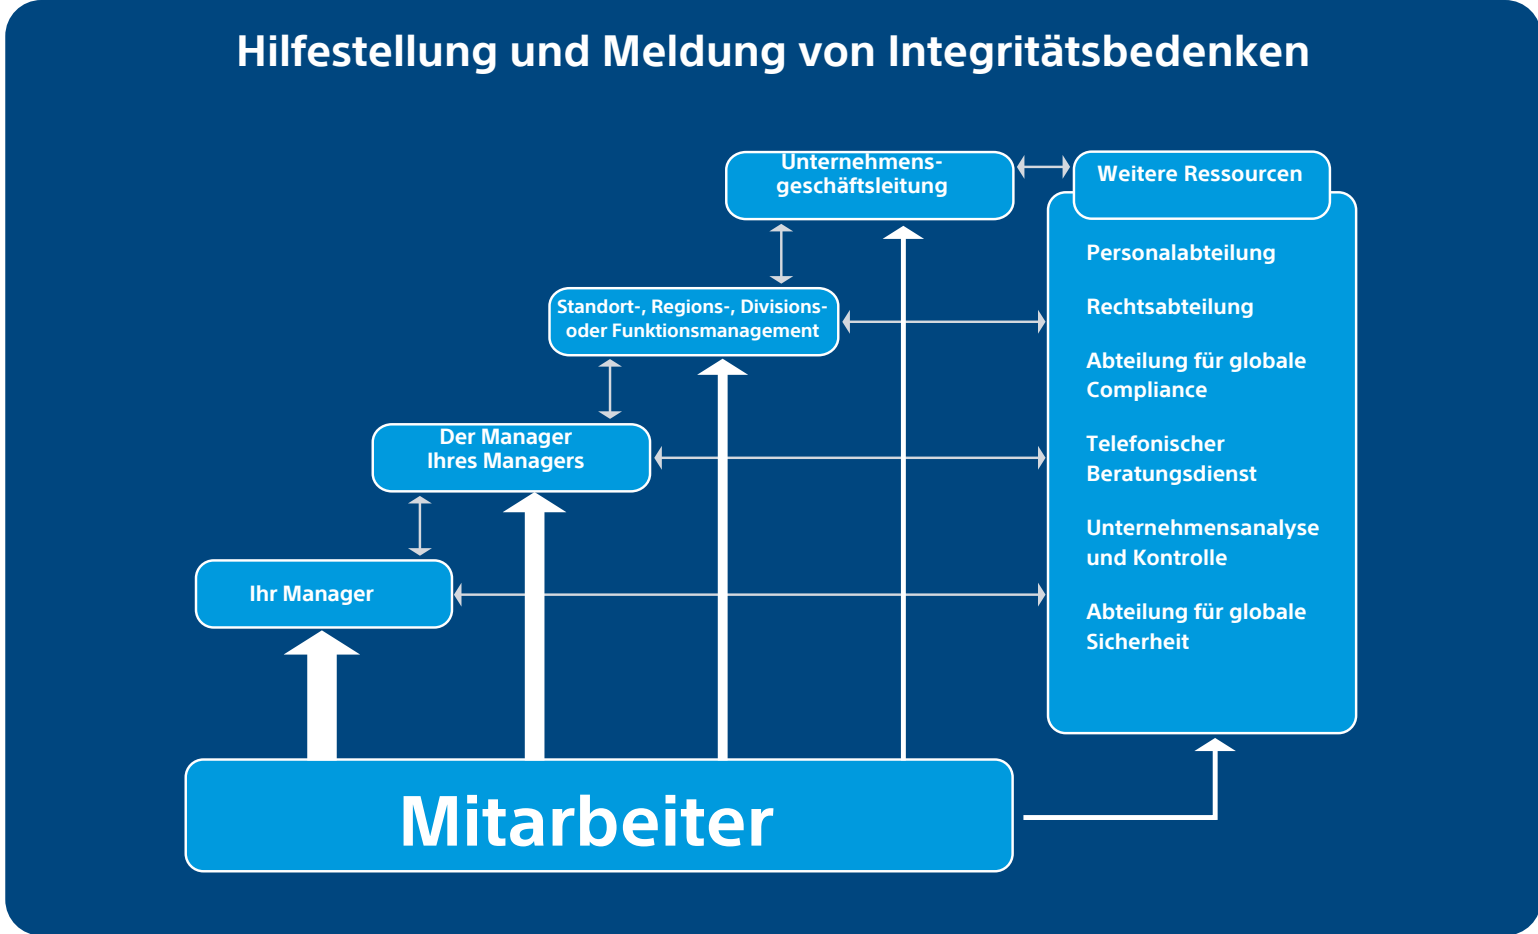 Hilfestellung und Meldung von Integritätsbedenken
Unternehmens-
geschäftsleitung
Weitere Ressourcen
Personalabteilung
Rechtsabteilung
Abteilung für globale
Compliance
Telefonischer
Beratungsdienst
Unternehmensanalyse
und Kontrolle
Abteilung für globale
Sicherheit
Standort-, Regions-, Divisions-
oder Funktionsmanagement
Der Manager
Ihres Managers
Ihr Manager
Mitarbeiter